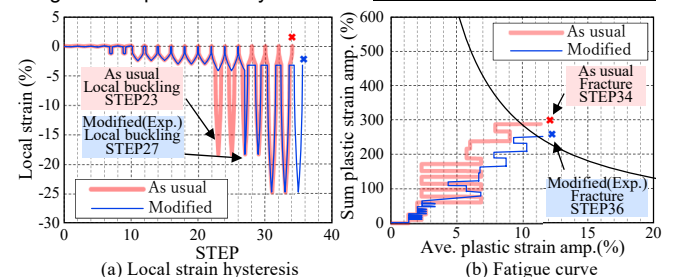 5
0
-5
-10
-15
-20
-25
-30
Local strain (%)
As usual
Local buckling
STEP23
Modified(Exp.)
Local buckling
STEP27
As usual
Modified
0
10
20
30
40
STEP
(a) Local strain hysteresis
600
500
400
300
200
100
0
Sum plastic strain amp. (%)
As usual
Modified
As usual
Fracture
STEP34
Modified(Exp.)
Fracture
STEP36
5
10
15
20
Ave. plastic strain amp.(%)
(b) Fatigue curve